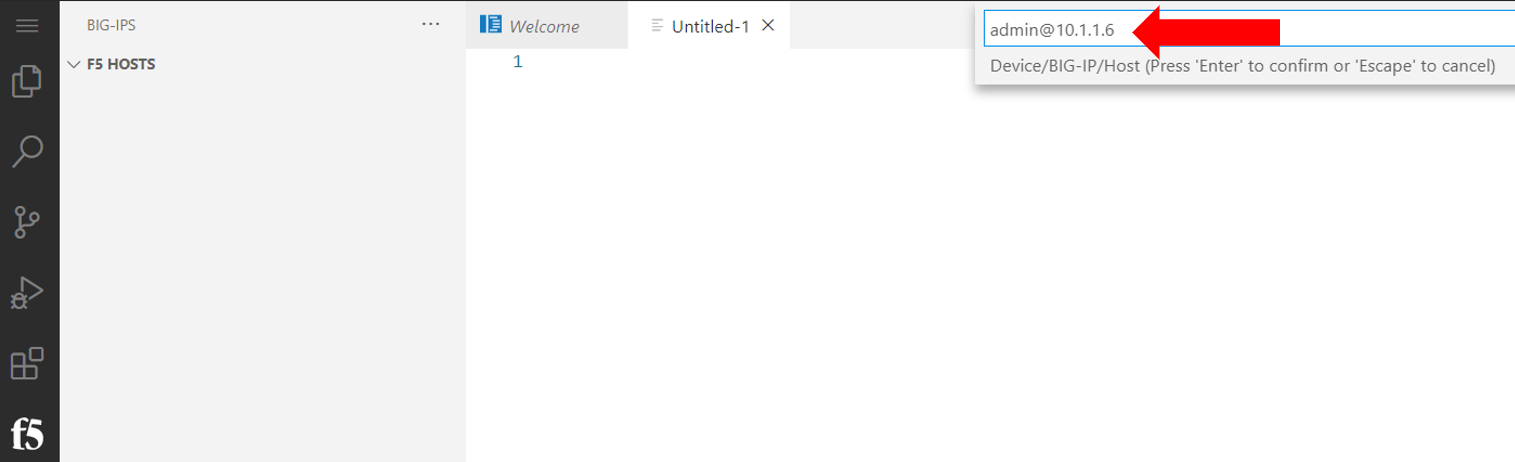 BIG-IPS
F5 HOSTS
Welcome
Untitled-1
1
admin@10.1.1.6
Device/BIG-IP/Host (Press 'Enter' to confirm or 'Escape' to cancel)
f5